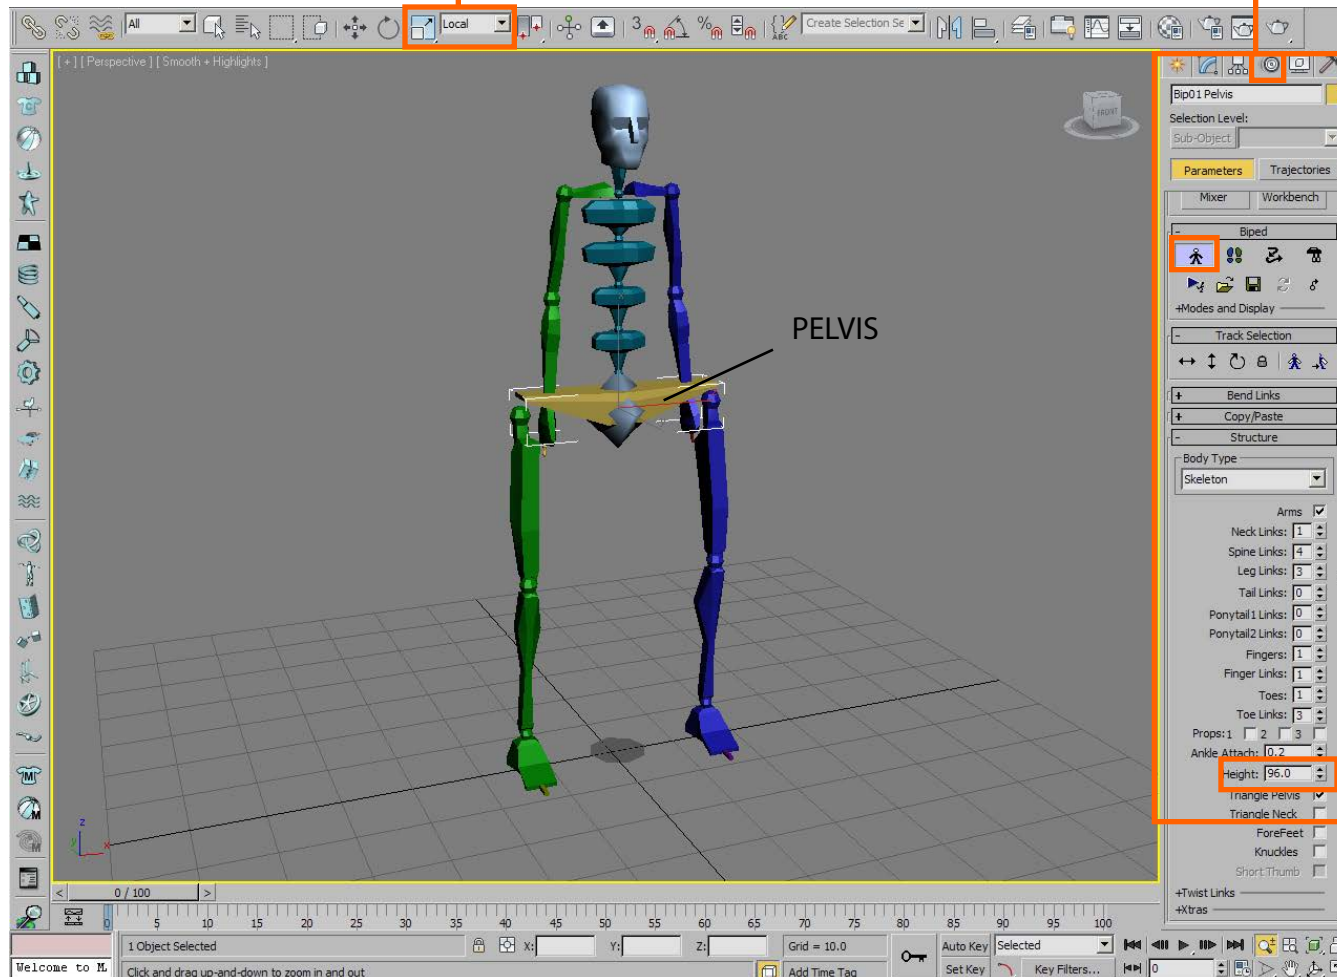 All
Local
3
%
ABC
Create Selection Se
[ + ] [ Perspective ] [ Smooth + Highlights ]
FRONT
PELVIS
Bip01 Pelvis
Selection Level:
Sub-Object
Parameters Trajectories
Mixer Workbench
- Biped
+Modes and Display
- Track Selection
+ Bend Links
+ Copy/Paste
- Structure
Body Type
Skeleton
Arms
Neck Links: 1
Spine Links: 4
Leg Links: 3
Tail Links: 0
Ponytail1 Links: 0
Ponytail2 Links: 0
Fingers: 1
Finger Links: 1
Toes: 1
Toe Links: 3
Props: 1 2 3
Ankle Attach: 0.2
Height: 96.0
Triangle Pelvis
Triangle Neck
ForeFeet
Knuckles
Short Thumb
+Twist Links
+Xtras
z
y x
< 0 / 100 >
0 5 10 15 20 25 30 35 40 45 50 55 60 65 70 75 80 85 90 95 100
1 Object Selected X: Y: Z: Grid = 10.0 Auto Key Selected
Welcome to M Click and drag up-and-down to zoom in and out Add Time Tag Set Key Key Filters... 0